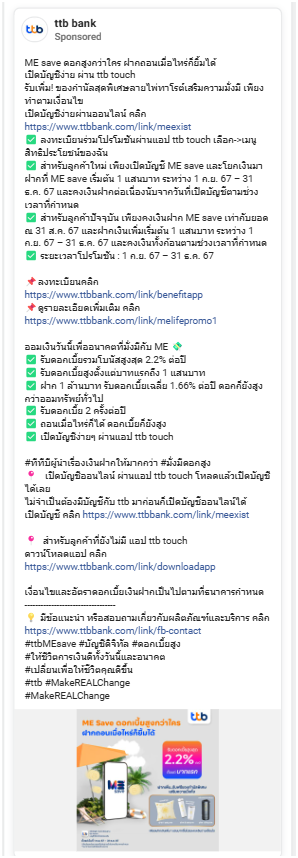 ttb bank
Sponsored
ME save ดอกสูงกว่าใคร ฝากถอนเมื่อไหร่ก็ยิ้มได้
เปิดบัญชีง่าย ผ่าน ttb touch
รับเพิ่ม! ของกำนัลสุดพิเศษลายไพ่ทาโรต์เสริมความมั่งมี เพียง
ทำตามเงื่อนไข
เปิดบัญชีง่ายผ่านออนไลน์ คลิก
https://www.ttbbank.com/link/meexist
✅ ลงทะเบียนร่วมโปรโมชันผ่านแอป ttb touch เลือก->เมนู
สิทธิประโยชน์ของฉัน
✅ สำหรับลูกค้าใหม่ เพียงเปิดบัญชี ME save และโยกเงินมา
ฝากที่ ME save เริ่มต้น 1 แสนบาท ระหว่าง 1 ก.ย. 67 – 31
ธ.ค. 67 และคงเงินฝากต่อเนื่องนับจากวันที่เปิดบัญชีตามช่วง
เวลาที่กำหนด
✅ สำหรับลูกค้าปัจจุบัน เพียงคงเงินฝาก ME save เท่ากับยอด
ณ 31 ส.ค. 67 และฝากเงินเพิ่มเริ่มต้น 1 แสนบาท ระหว่าง 1
ก.ย. 67 – 31 ธ.ค. 67 และคงเงินทั้งก้อนตามช่วงเวลาที่กำหนด
✅ ระยะเวลาโปรโมชัน : 1 ก.ย. 67 – 31 ธ.ค. 67
📌 ลงทะเบียนคลิก
https://www.ttbbank.com/link/benefitapp
📌 ดูรายละเอียดเพิ่มเติม คลิก
https://www.ttbbank.com/link/melifepromo1
ออมเงินวันนี้เพื่ออนาคตที่มั่งมีกับ ME 💸
✅ รับดอกเบี้ยรวมโบนัสสูงสุด 2.2% ต่อปี
✅ รับดอกเบี้ยสูงตั้งแต่บาทแรกถึง 1 แสนบาท
✅ ฝาก 1 ล้านบาท รับดอกเบี้ยเฉลี่ย 1.66% ต่อปี ดอกก็ยังสูง
กว่าออมทรัพย์ทั่วไป
✅ รับดอกเบี้ย 2 ครั้งต่อปี
✅ ถอนเมื่อไหร่ก็ได้ ดอกเบี้ยก็ยังสูง
✅ เปิดบัญชีง่ายๆ ผ่านแอป ttb touch
#ทีทีบีผู้นำเรื่องเงินฝากให้มากกว่า #มั่งมีดอกสูง
📍 เปิดบัญชีออนไลน์ ผ่านแอป ttb touch โหลดแล้วเปิดบัญชี
ได้เลย
ไม่จำเป็นต้องมีบัญชีกับ ttb มาก่อนก็เปิดบัญชีออนไลน์ได้
เปิดบัญชี คลิก https://www.ttbbank.com/link/meexist
📍 สำหรับลูกค้าที่ยังไม่มี แอป ttb touch
ดาวน์โหลดแอป คลิก
https://www.ttbbank.com/link/downloadapp
เงื่อนไขและอัตราดอกเบี้ยเงินฝากเป็นไปตามที่ธนาคารกำหนด
--------------------------------
💡 มีข้อแนะนำ หรือสอบถามเกี่ยวกับผลิตภัณฑ์และบริการ คลิก
https://www.ttbbank.com/link/fb-contact
#ttbMEsave #บัญชีดิจิทัล #ดอกเบี้ยสูง
#ให้ชีวิตการเงินดีทั้งวันนี้และอนาคต
#เปลี่ยนเพื่อให้ชีวิตคุณดีขึ้น
#ttb #MakeREALChange
#MakeREALChange
ME Save ดอกเบี้ยสูงกว่าใคร
ฝากถอนเมื่อไหร่ก็ยิ้มได้
ttb
2.2%
บาทแรก
ME